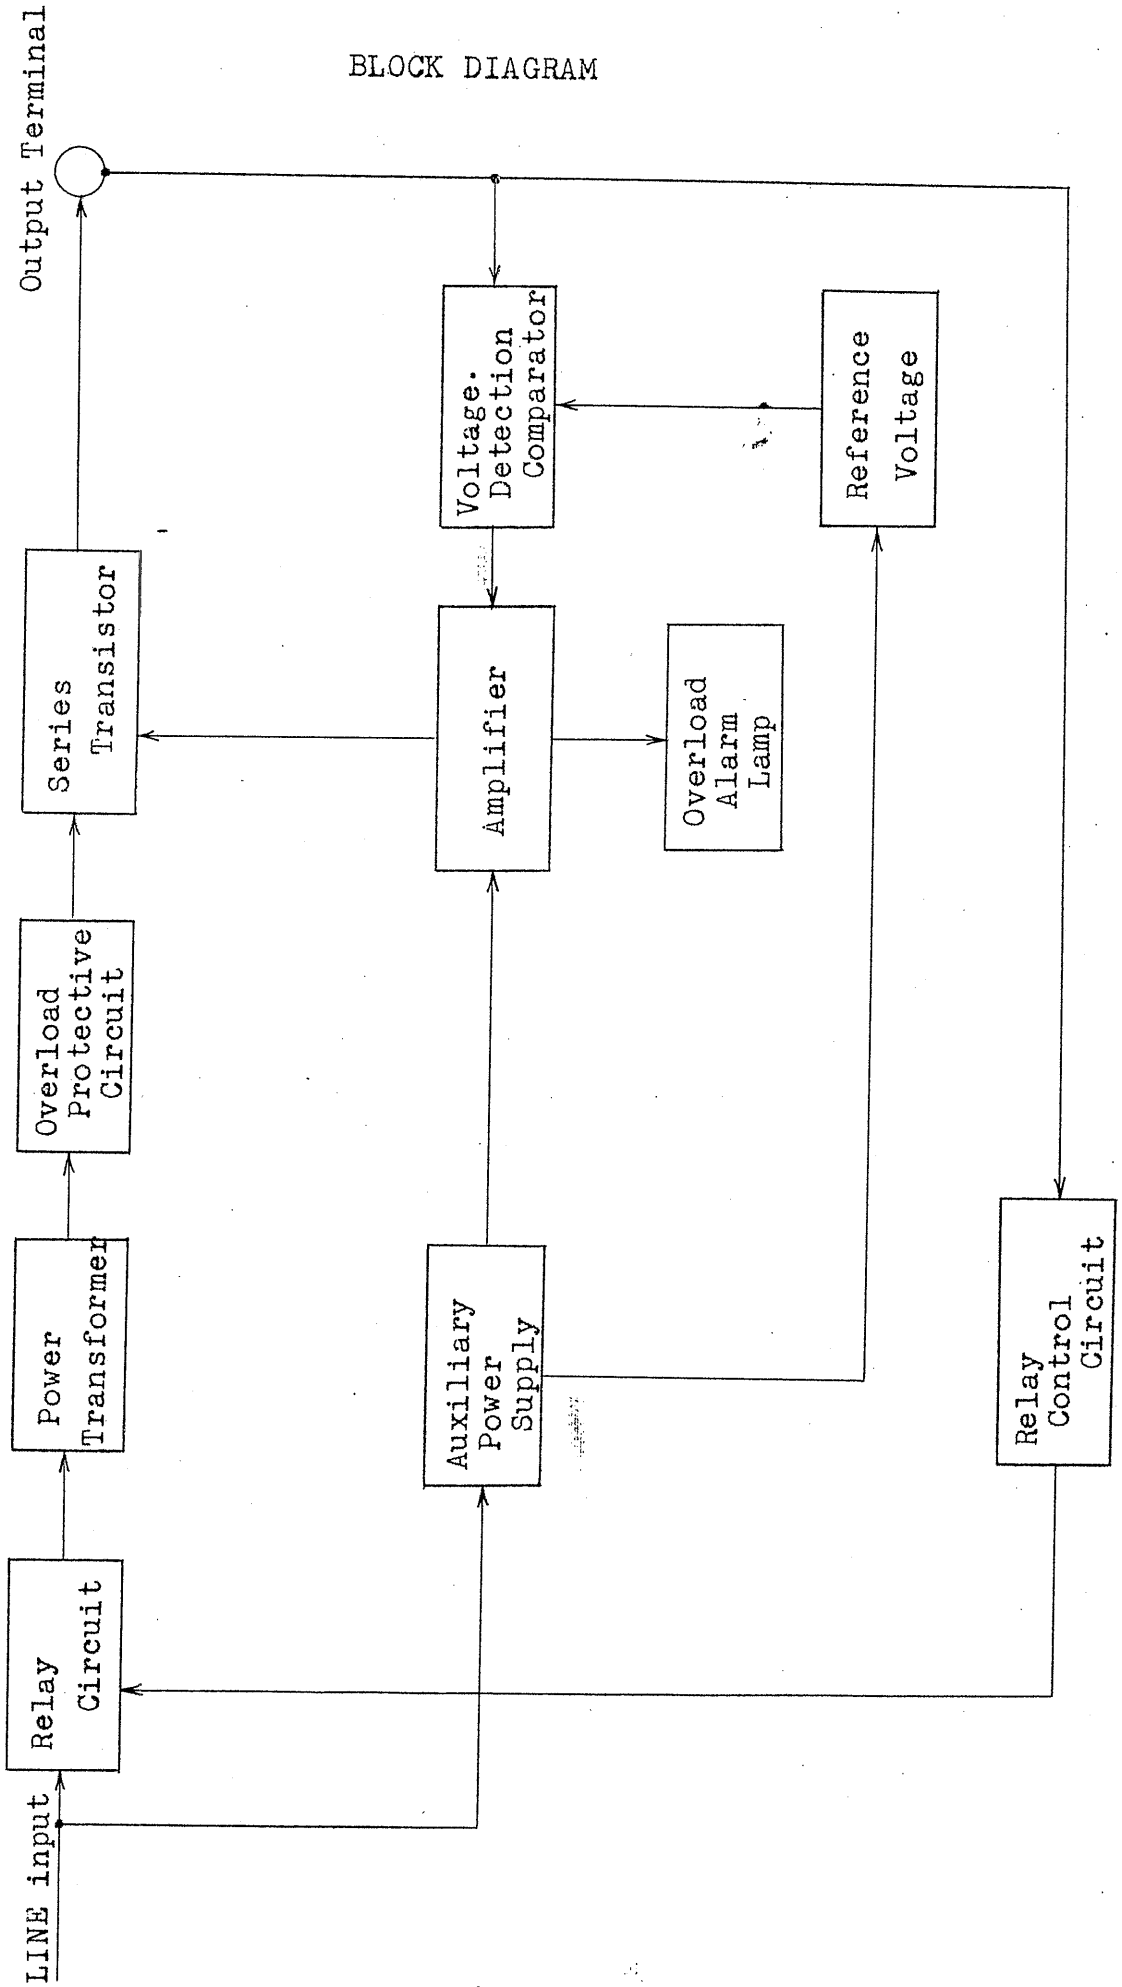 BLOCK DIAGRAM
LINE input
Relay
Circuit
Power
Transformer
Overload
Protective
Circuit
Series
Transistor
Output Terminal
Auxiliary
Power
Supply
Amplifier
Voltage.
Detection
Comparator
Overload
Alarm
Lamp
Reference
Voltage
Relay
Control
Circuit